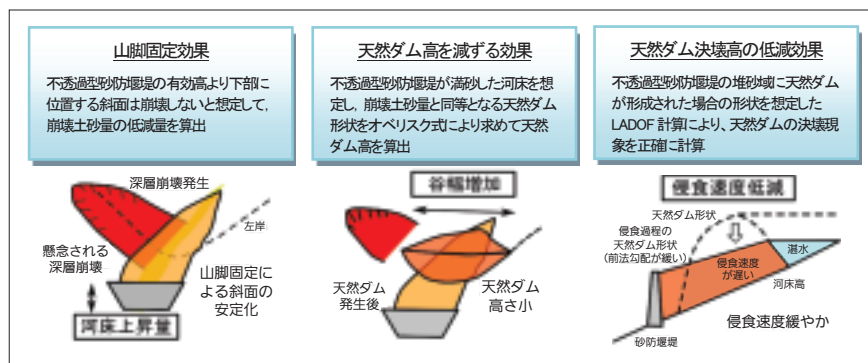 山脚固定効果
不透過型砂防堰堤の有効高より下部に
位置する斜面は崩壊しないと想定して,
崩壊土砂量の低減量を算出
天然ダム高を減ずる効果
不透過型砂防堰堤が満砂した河床を想
定し, 崩壊土砂量と同等となる天然ダム
形状をオベリスク式により求めて天然
ダム高を算出
天然ダム決壊高の低減効果
不透過型砂防堰堤の堆砂域に天然ダム
が形成された場合の形状を想定した
LADOF 計算により、天然ダムの決壊現
象を正確に計算
深層崩壊発生
左岸
懸念される
深層崩壊
山脚固定に
よる斜面の
安定化
河床上昇量
谷幅増加
天然ダム
発生後
天然ダム
高さ小
侵食速度低減
天然ダム形状
侵食過程の
天然ダム形状
(前法勾配が緩い)
湛水
侵食速度
が遅い
河床高
侵食速度緩やか
砂防堰堤